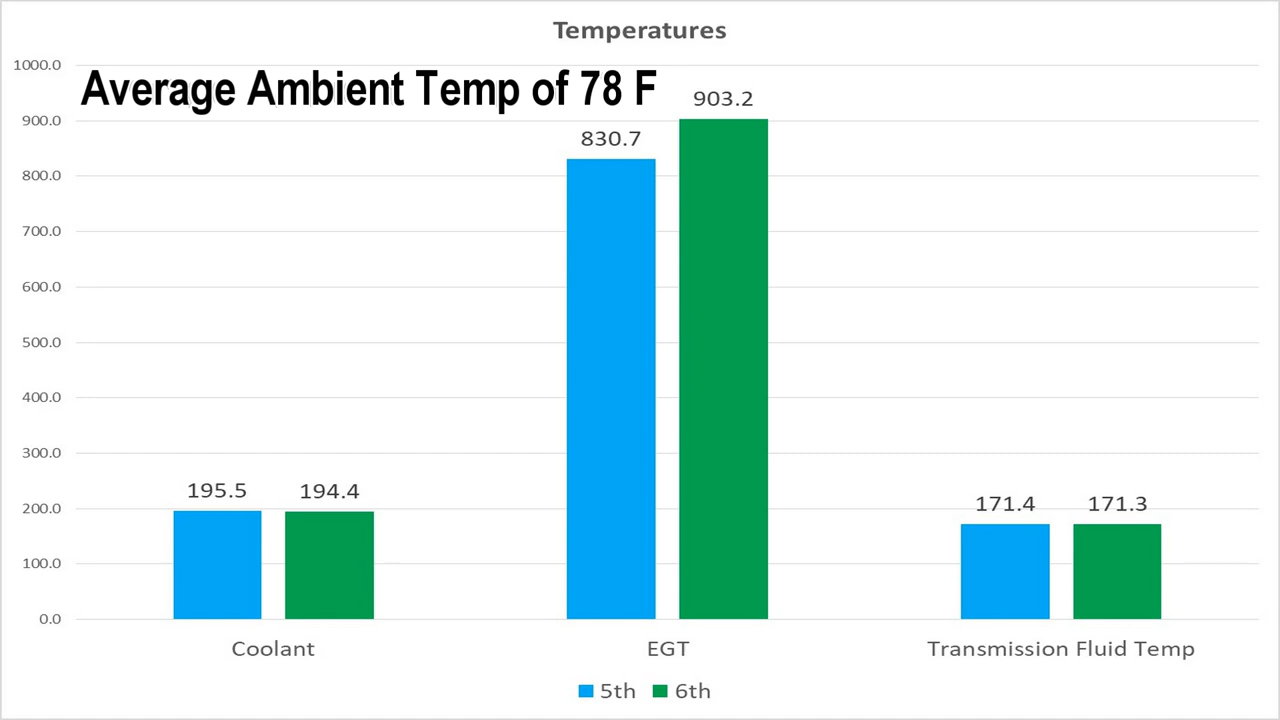 Temperatures
Average Ambient Temp of 78 F
1000.0
900.0
800.0
700.0
600.0
500.0
400.0
300.0
200.0
100.0
0.0
195.5
194.4
830.7
903.2
171.4
171.3
Coolant
EGT
Transmission Fluid Temp
5th
6th